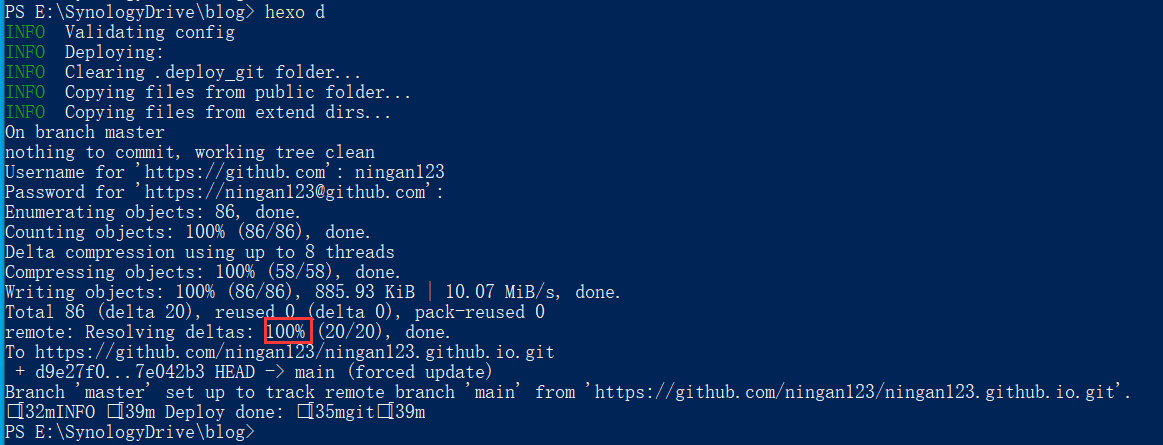 PS E:\SynologyDrive\blog> hexo d
INFO  Validating config
INFO  Deploying:
INFO  Clearing .deploy_git folder...
INFO  Copying files from public folder...
INFO  Copying files from extend dirs...
On branch master
nothing to commit, working tree clean
Username for 'https://github.com': ningan123
Password for 'https://ningan123@github.com':
Enumerating objects: 86, done.
Counting objects: 100% (86/86), done.
Delta compression using up to 8 threads
Compressing objects: 100% (58/58), done.
Writing objects: 100% (86/86), 885.93 KiB | 10.07 MiB/s, done.
Total 86 (delta 20), reused 0 (delta 0), pack-reused 0
remote: Resolving deltas: 100% (20/20), done.
To https://github.com/ningan123/ningan123.github.io.git
 + d9e27f0...7e042b3 HEAD -> main (forced update)
Branch 'master' set up to track remote branch 'main' from 'https://github.com/ningan123/ningan123.github.io.git'.
□[32mINFO □[39m Deploy done: □[35mgit□[39m
PS E:\SynologyDrive\blog>